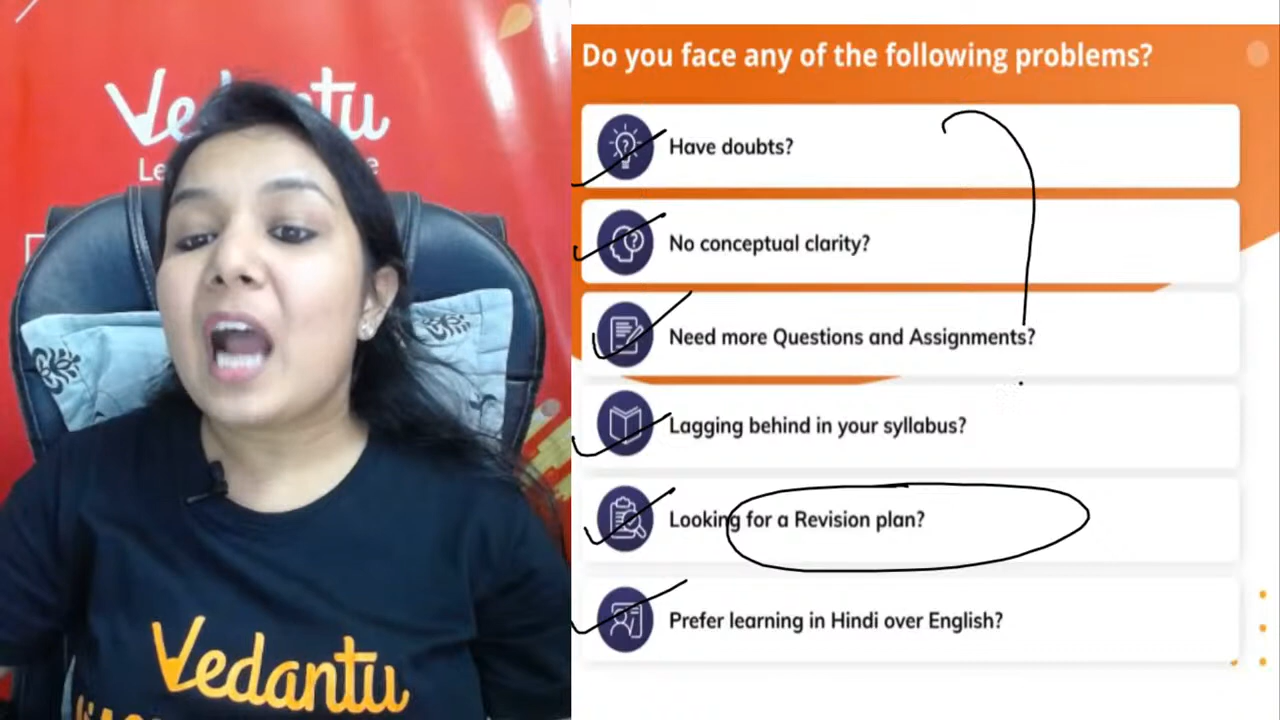 Vedantu
Le
e
Vedantu
Do you face any of the following problems?
Have doubts?
No conceptual clarity?
Need more Questions and Assignments?
Lagging behind in your syllabus?
Looking for a Revision plan?
Prefer learning in Hindi over English?